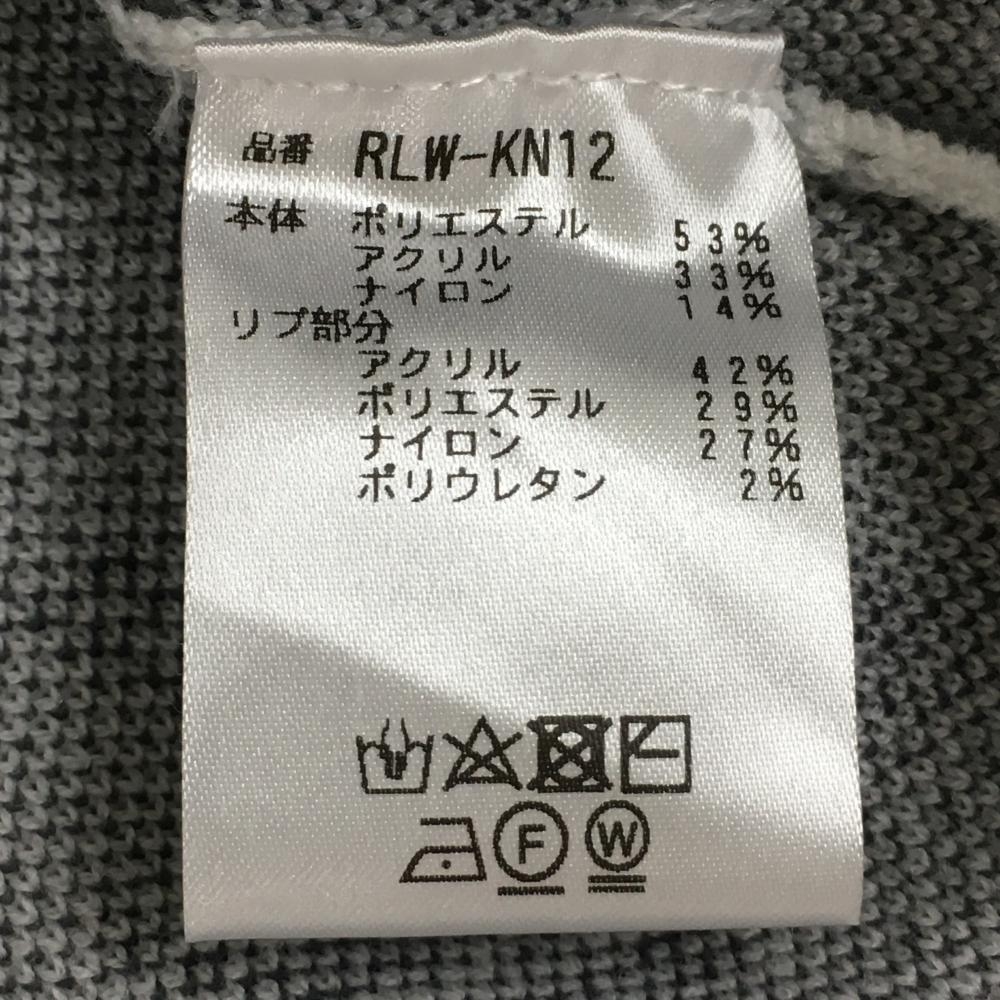 品番 RLW-KN12
本体 ポリエステル 53%
アクリル 33%
ナイロン 14%
リブ部分
アクリル 42%
ポリエステル 29%
ナイロン 27%
ポリウレタン 2%
F W